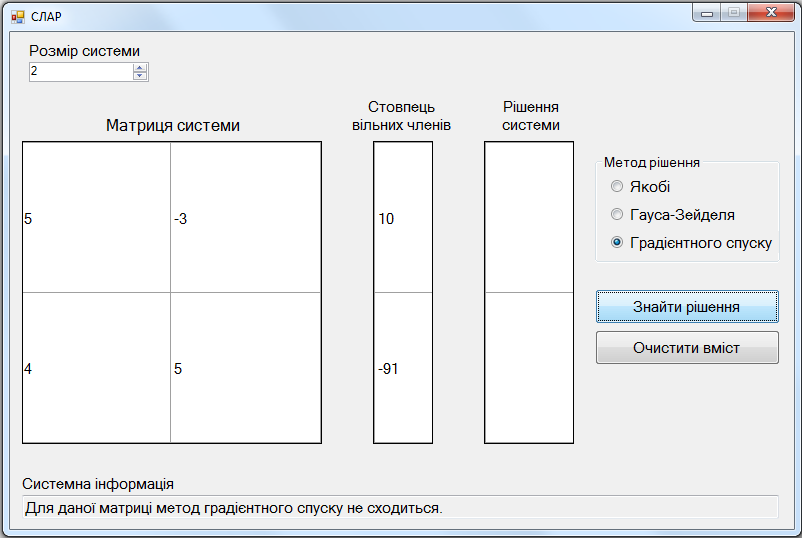 СЛАР
Розмір системи
2
Матриця системи
Стовпець
вільних членів
Рішення
системи
5
-3
10
4
5
-91
Метод рішення
Якобі
Гауса-Зейделя
Градієнтного спуску
Знайти рішення
Очистити вміст
Системна інформація
Для даної матриці метод градієнтного спуску не сходиться.